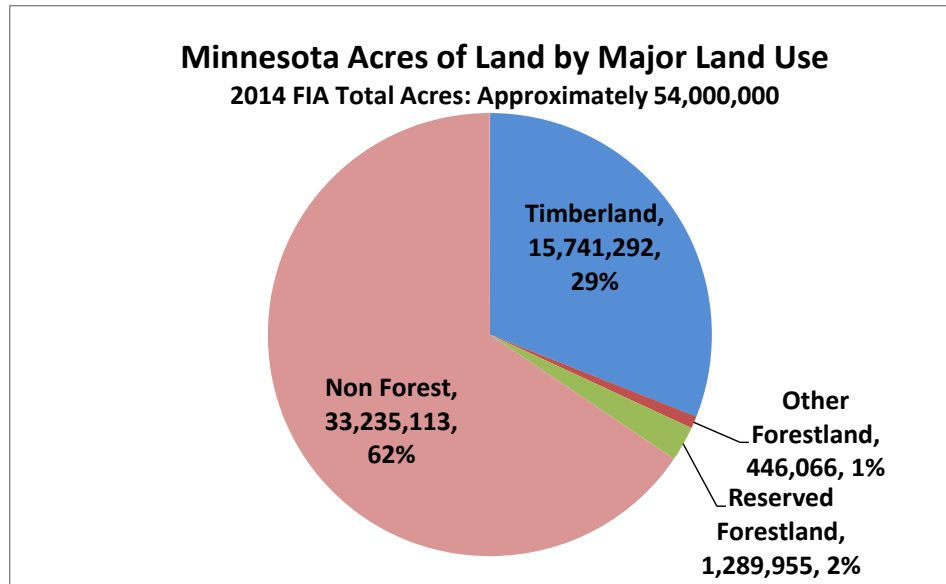 Minnesota Acres of Land by Major Land Use
2014 FIA Total Acres: Approximately 54,000,000
Timberland,
15,741,292,
29%
Other
Forestland,
446,066, 1%
Reserved
Forestland,
1,289,955, 2%
Non Forest,
33,235,113,
62%